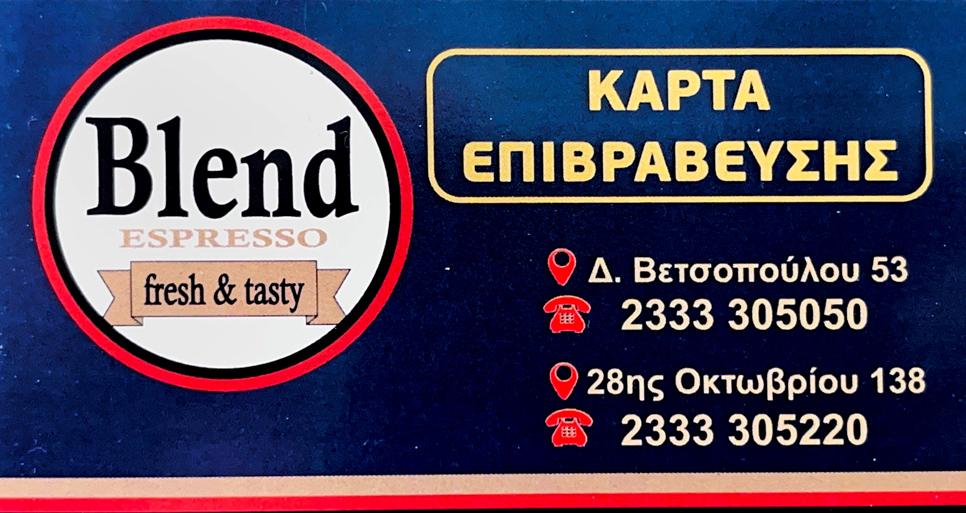 Blend
ESPRESSO
fresh & tasty
ΚΑΡΤΑ
ΕΠΙΒΡΑΒΕΥΣΗΣ
Δ. Βετσοπούλου 53
2333 305050
28ης Οκτωβρίου 138
2333 305220